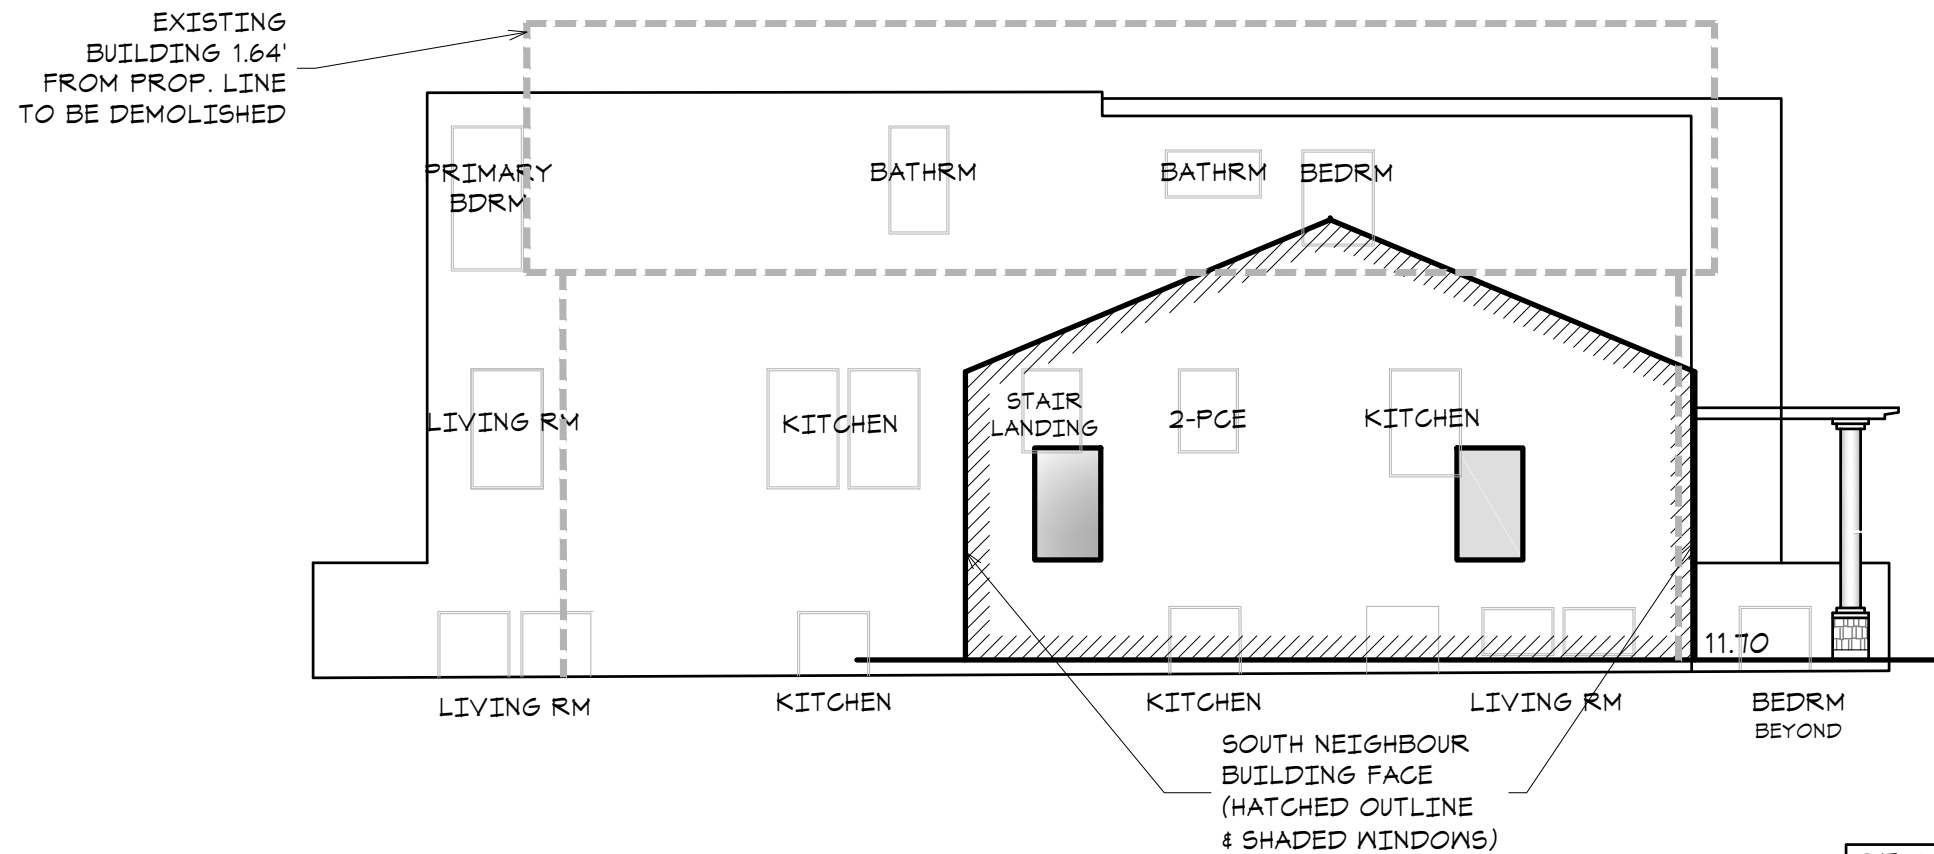 EXISTING
BUILDING 1.64'
FROM PROP. LINE
TO BE DEMOLISHED
PRIMARY
BDRM
BATHRM
BATHRM
BEDRM
LIVING RM
KITCHEN
STAIR
LANDING
2-PCE
KITCHEN
11.70
LIVING RM
KITCHEN
KITCHEN
LIVING RM
BEDRM
BEYOND
SOUTH NEIGHBOUR
BUILDING FACE
(HATCHED OUTLINE
& SHADED WINDOWS)